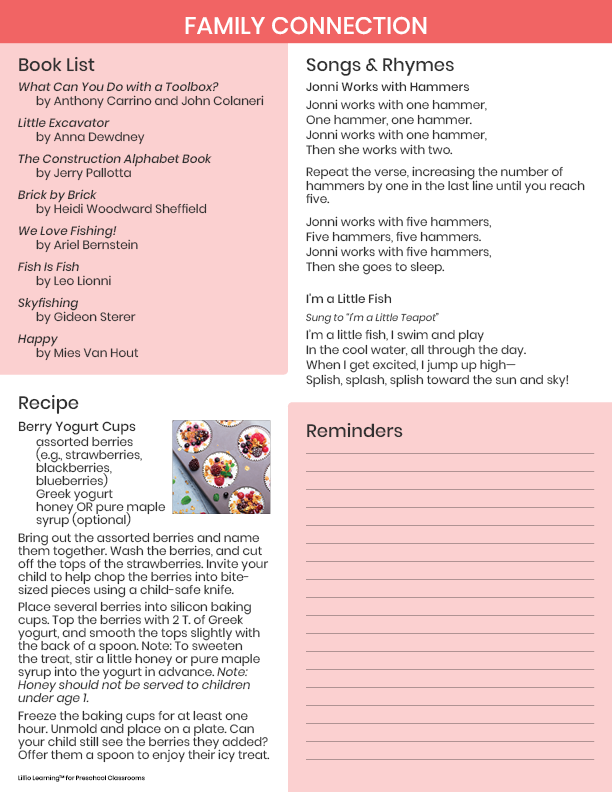 FAMILY CONNECTION
Book List
What Can You Do with a Toolbox?
by Anthony Carrino and John Colaneri
Little Excavator
by Anna Dewdney
The Construction Alphabet Book
by Jerry Pallotta
Brick by Brick
by Heidi Woodward Sheffield
We Love Fishing!
by Ariel Bernstein
Fish Is Fish
by Leo Lionni
Skyfishing
by Gideon Sterer
Happy
by Mies Van Hout
Recipe
Berry Yogurt Cups
assorted berries
(e.g., strawberries,
blackberries,
blueberries)
Greek yogurt
honey OR pure maple
syrup (optional)
Bring out the assorted berries and name
them together. Wash the berries, and cut
off the tops of the strawberries. Invite your
child to help chop the berries into bite-
sized pieces using a child-safe knife.
Place several berries into silicon baking
cups. Top the berries with 2 T. of Greek
yogurt, and smooth the tops slightly with
the back of a spoon. Note: To sweeten
the treat, stir a little honey or pure maple
syrup into the yogurt in advance. Note:
Honey should not be served to children
under age 1.
Freeze the baking cups for at least one
hour. Unmold and place on a plate. Can
your child still see the berries they added?
Offer them a spoon to enjoy their icy treat.
Lillio Learning™ for Preschool Classrooms
Songs & Rhymes
Jonni Works with Hammers
Jonni works with one hammer,
One hammer, one hammer.
Jonni works with one hammer,
Then she works with two.
Repeat the verse, increasing the number of
hammers by one in the last line until you reach
five.
Jonni works with five hammers,
Five hammers, five hammers.
Jonni works with five hammers,
Then she goes to sleep.
I'm a Little Fish
Sung to "I'm a Little Teapot"
I'm a little fish, I swim and play
In the cool water, all through the day.
When I get excited, I jump up high—
Splish, splash, splish toward the sun and sky!
Reminders